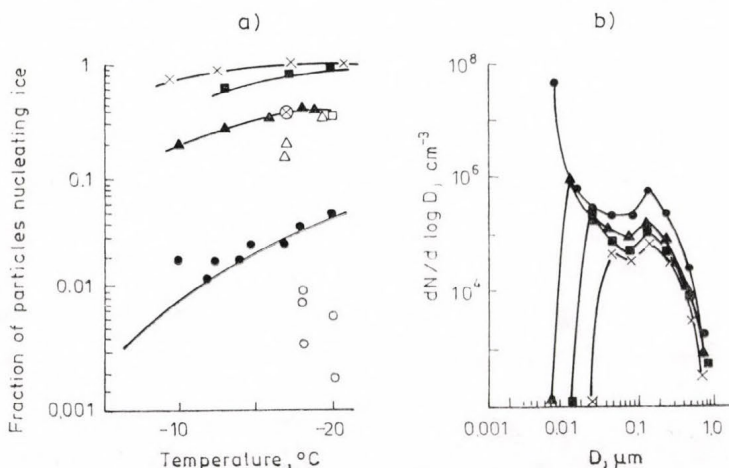 a)
Fraction of particles nucleating ice
1
0.1
0.01
0,001
−10
−20
Temperature, °C
b)
dN/d log D, cm⁻³
10⁸
10⁶
10⁴
0,001
0.01
0,1
1,0
D, μm